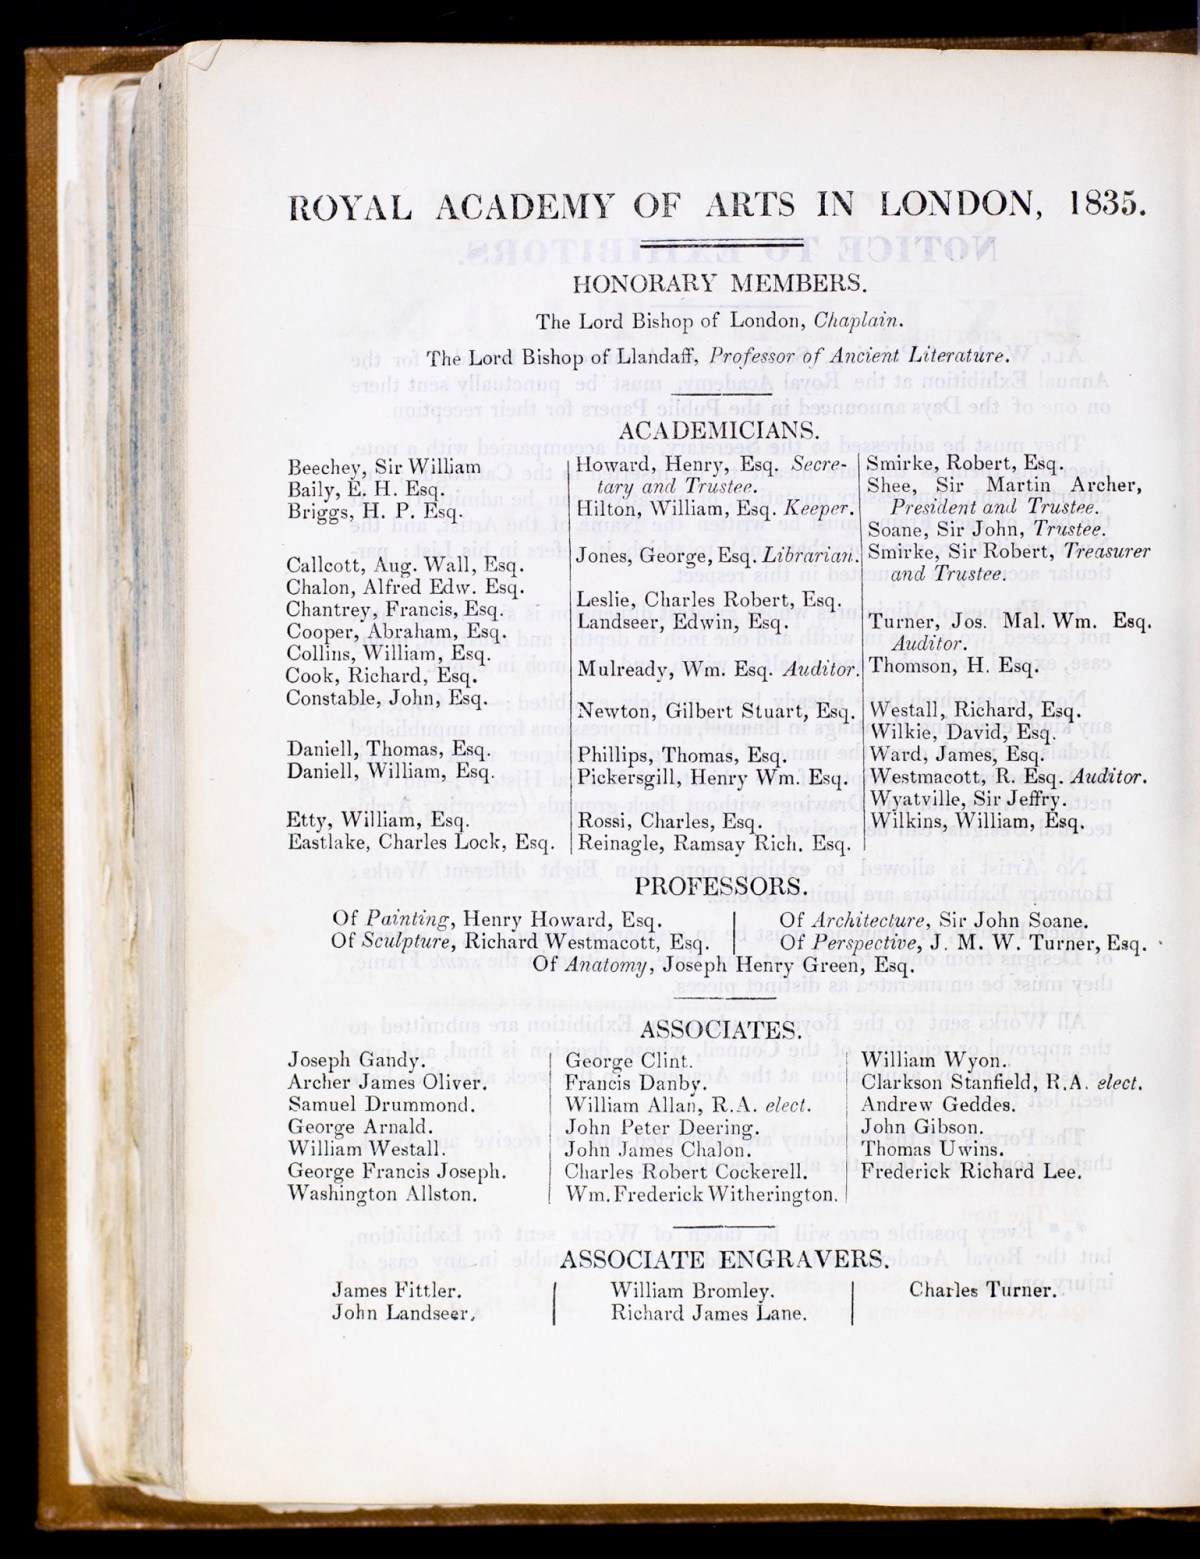 ROYAL ACADEMY OF ARTS IN LONDON, 1835.
HONORARY MEMBERS.
The Lord Bishop of London, Chaplain.
The Lord Bishop of Llandaff, Professor of Ancient Literature.
ACADEMICIANS.
Beechey, Sir William
Baily, E. H. Esq.
Briggs, H. P. Esq.
Callcott, Aug. Wall, Esq.
Chalon, Alfred Edw. Esq.
Chantrey, Francis, Esq.
Cooper, Abraham, Esq.
Collins, William, Esq.
Cook, Richard, Esq.
Constable, John, Esq.
Daniell, Thomas, Esq.
Daniell, William, Esq.
Etty, William, Esq.
Eastlake, Charles Lock, Esq.
Howard, Henry, Esq. Secre-
tary and Trustee.
Hilton, William, Esq. Keeper.
Jones, George, Esq. Librarian.
Leslie, Charles Robert, Esq.
Landseer, Edwin, Esq.
Mulready, Wm. Esq. Auditor.
Newton, Gilbert Stuart, Esq.
Phillips, Thomas, Esq.
Pickersgill, Henry Wm. Esq.
Rossi, Charles, Esq.
Reinagle, Ramsay Rich. Esq.
Smirke, Robert, Esq.
Shee, Sir Martin Archer,
President and Trustee.
Soane, Sir John, Trustee.
Smirke, Sir Robert, Treasurer
and Trustee.
Turner, Jos. Mal. Wm. Esq.
Auditor.
Thomson, H. Esq.
Westall, Richard, Esq.
Wilkie, David, Esq.
Ward, James, Esq.
Westmacott, R. Esq. Auditor.
Wyatville, Sir Jeffry.
Wilkins, William, Esq.
PROFESSORS.
Of Painting, Henry Howard, Esq.
Of Sculpture, Richard Westmacott, Esq.
Of Architecture, Sir John Soane.
Of Perspective, J. M. W. Turner, Esq.
Of Anatomy, Joseph Henry Green, Esq.
ASSOCIATES.
Joseph Gandy.
Archer James Oliver.
Samuel Drummond.
George Arnald.
William Westall.
George Francis Joseph.
Washington Allston.
George Clint.
Francis Danby.
William Allan, R.A. elect.
John Peter Deering.
John James Chalon.
Charles Robert Cockerell.
Wm. Frederick Witherington.
William Wyon.
Clarkson Stanfield, R.A. elect.
Andrew Geddes.
John Gibson.
Thomas Uwins.
Frederick Richard Lee.
ASSOCIATE ENGRAVERS.
James Fittler.
John Landseer.
William Bromley.
Richard James Lane.
Charles Turner.